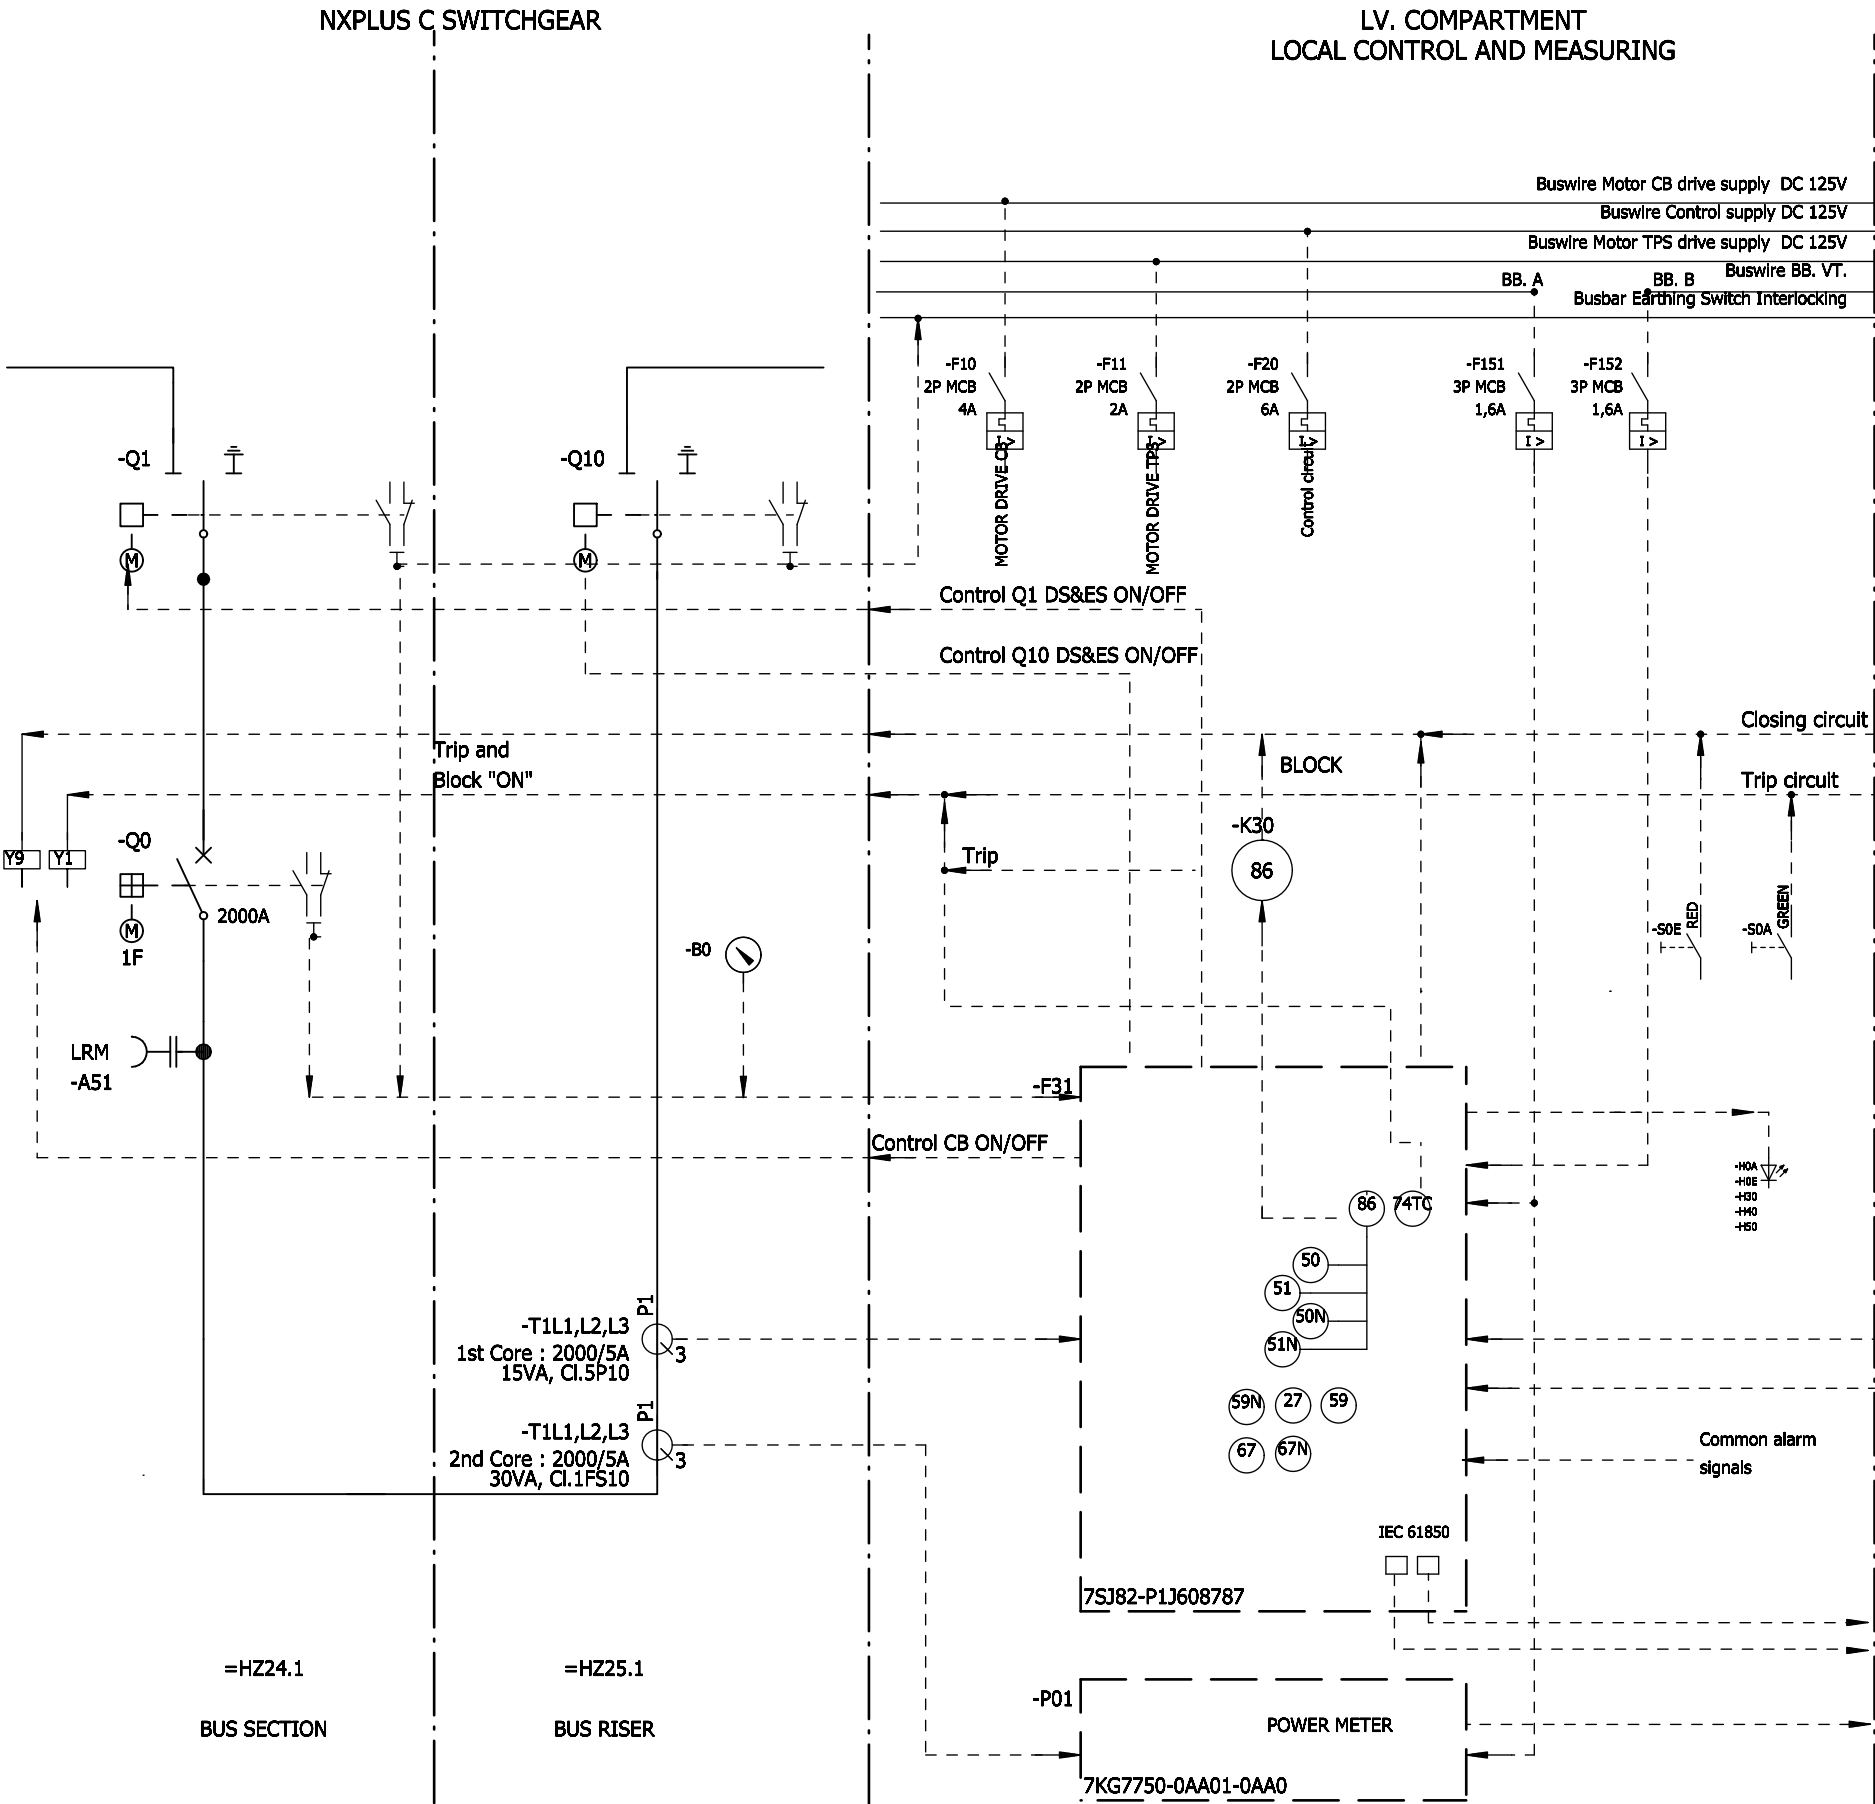 NXPLUS C SWITCHGEAR
LV. COMPARTMENT
LOCAL CONTROL AND MEASURING
Buswire Motor CB drive supply DC 125V
Buswire Control supply DC 125V
Buswire Motor TPS drive supply DC 125V
Buswire BB. VT.
BB. A
BB. B
Busbar Earthing Switch Interlocking
-F10
2P MCB
4A
I >
MOTOR DRIVE CB
-F11
2P MCB
2A
I >
MOTOR DRIVE TPS
-F20
2P MCB
6A
I >
Control circuit
-F151
3P MCB
1,6A
I >
-F152
3P MCB
1,6A
I >
-Q1
M
-Q10
M
Control Q1 DS&ES ON/OFF
Control Q10 DS&ES ON/OFF
Closing circuit
Trip and
Block "ON"
BLOCK
Trip circuit
-K30
86
Trip
Y9
Y1
-Q0
2000A
M
1F
-B0
-S0E
RED
-S0A
GREEN
LRM
-A51
-F31
Control CB ON/OFF
-H0A
-H0E
-H30
-H40
-H50
86
74TC
50
51
50N
51N
59N
27
59
67
67N
P1
-T1L1,L2,L3
1st Core : 2000/5A
15VA, Cl.5P10
3
P1
-T1L1,L2,L3
2nd Core : 2000/5A
30VA, Cl.1FS10
3
Common alarm
signals
IEC 61850
7SJ82-P1J608787
=HZ24.1
BUS SECTION
=HZ25.1
BUS RISER
-P01
POWER METER
7KG7750-0AA01-0AA0